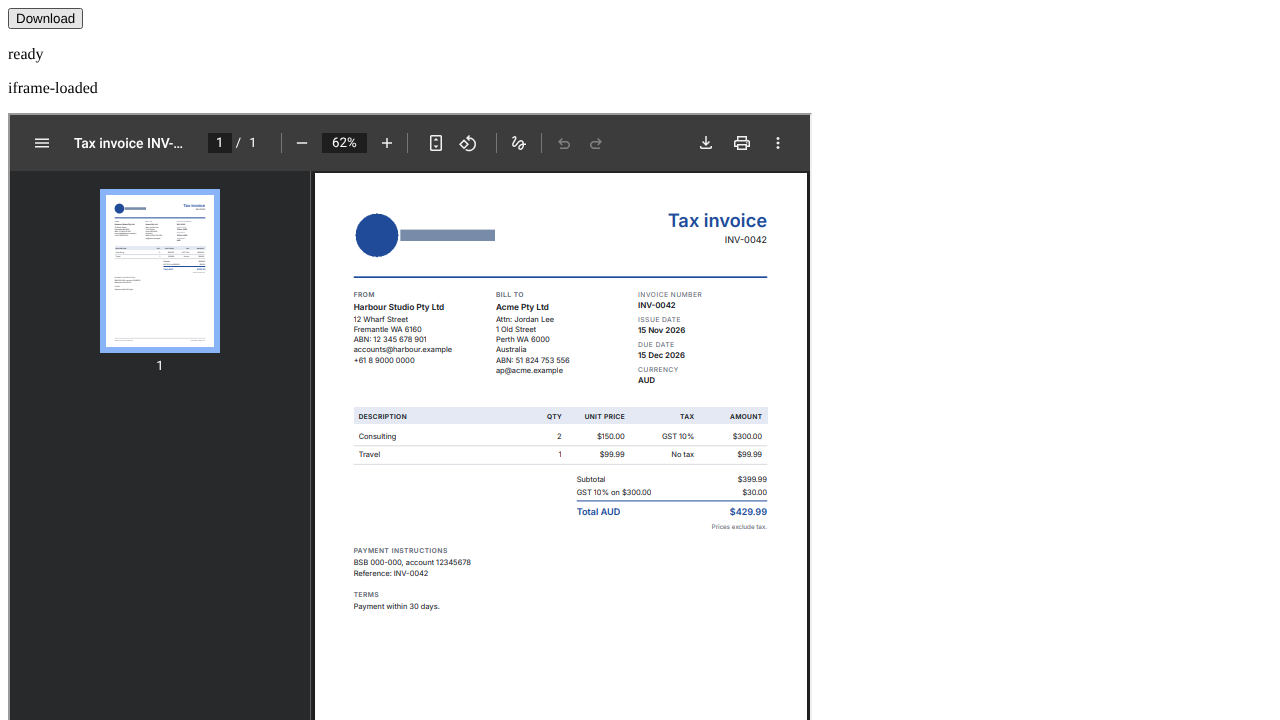 Download
ready
iframe-loaded
Tax invoice INV-...
1 / 1
62%
1
Tax invoice
INV-0042
FROM
Harbour Studio Pty Ltd
12 Wharf Street
Fremantle WA 6160
ABN: 12 345 678 901
accounts@harbour.example
+61 8 9000 0000
BILL TO
Acme Pty Ltd
Attn: Jordan Lee
1 Old Street
Perth WA 6000
Australia
ABN: 51 824 753 556
ap@acme.example
INVOICE NUMBER
INV-0042
ISSUE DATE
15 Nov 2026
DUE DATE
15 Dec 2026
CURRENCY
AUD
DESCRIPTION QTY UNIT PRICE TAX AMOUNT
Consulting 2 $150.00 GST 10% $300.00
Travel 1 $99.99 No tax $99.99
Subtotal $399.99
GST 10% on $300.00 $30.00
Total AUD $429.99
Prices exclude tax.
PAYMENT INSTRUCTIONS
BSB 000-000, account 12345678
Reference: INV-0042
TERMS
Payment within 30 days.